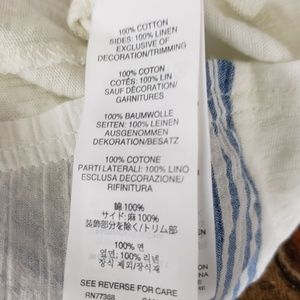 100% COTTON
SIDES: 100% LINEN
EXCLUSIVE OF
DECORATION/TRIMMING
100% COTON
COTÉS: 100% LIN
SAUF DÉCORATION/
GARNITURES
100% BAUMWOLLE
SEITEN: 100% LEINEN
AUSGENOMMEN
DEKORATION/BESATZ
100% COTONE
PARTI LATERALI: 100% LINO
ESCLUSA DECORAZIONE/
RIFINITURA
綿 100%
サイド: 麻 100%
装飾部分を除く/トリム部
100% 면
옆면: 100% 리넨
장식 제외/장식재
SEE REVERSE FOR CARE
RN77388